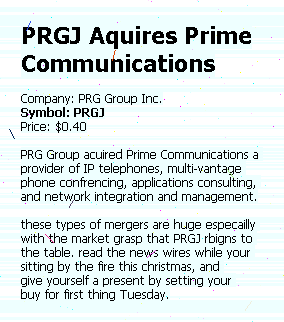 PRGJ Aquires Prime
Communications
Company: PRG Group Inc.
Symbol: PRGJ
Price: $0.40
PRG Group acuired Prime Communications a
provider of IP telephones, multi-vantage
phone confrencing, applications consulting,
and network integration and management.
these types of mergers are huge especailly
with the market grasp that PRGJ rbigns to
the table. read the news wires while your
sitting by the fire this christmas, and
give yourself a present by setting your
buy for first thing Tuesday.